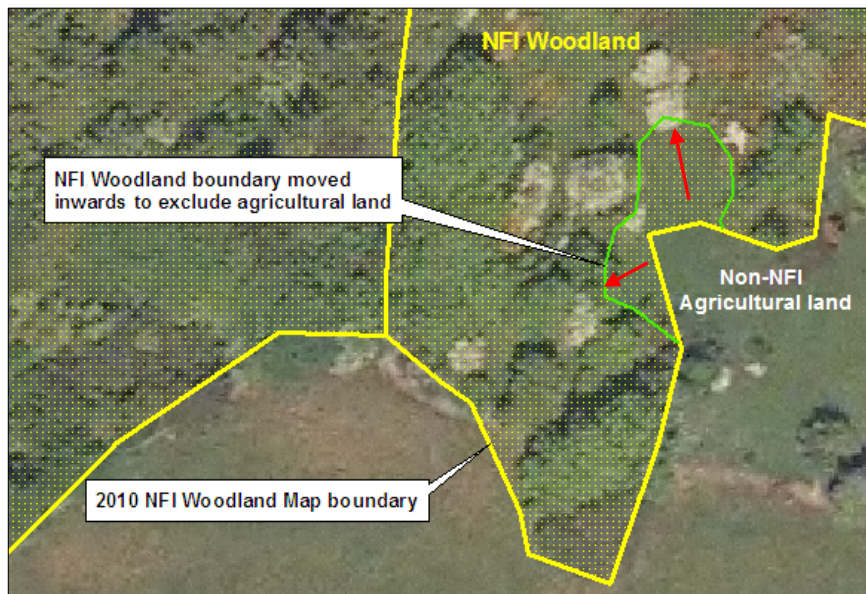 NFI Woodland
NFI Woodland boundary moved
inwards to exclude agricultural land
Non-NFI
Agricultural land
2010 NFI Woodland Map boundary